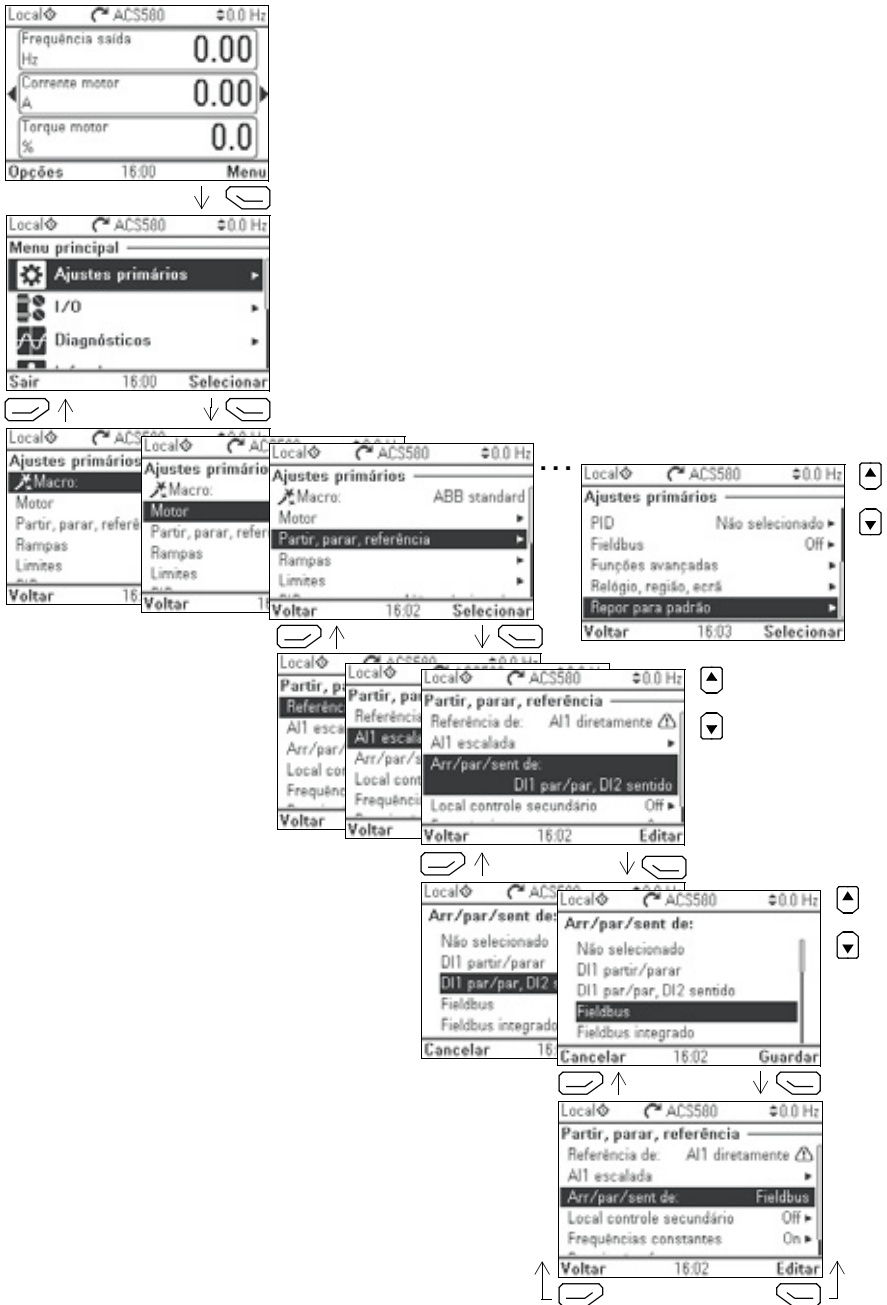 Local ACS580 0.0 Hz
Frequência saída
Hz
0.00
Corrente motor
A
0.00
Torque motor
%
0.0
Opções 16:00 Menu
Local ACS580 0.0 Hz
Menu principal
Ajustes primários
I/O
Diagnósticos
Sair 16:00 Selecionar
Local
Ajustes primários
Macro:
Motor
Rampas
Limites
Voltar
Local
Ajustes primário
Macro:
Motor
Partir, parar,
Rampas
Limites
Voltar
Local ACS580 0.0 Hz
Ajustes primários
Macro: ABB standard
Motor
Partir, parar, referência
Rampas
Limites
Voltar 16:02 Selecionar
...
Local ACS580 0.0 Hz
Ajustes primários
PID Não selecionado
Fieldbus Off
Funções avançadas
Relógio, região, ecrã
Repor para padrão
Voltar 16:03 Selecionar
Local
Partir,
Referênc
AI1
Arr/par/
Local
Frequênc
Voltar
Local
Partir,
Referência
AI1
Local
Frequênci
Voltar
Local ACS580 0.0 Hz
Partir, parar, referência
Referência de: AI1 diretamente
AI1 escalada
Arr/par/sent de:
DI1 par/par, DI2 sentido
Local controle secundário Off
Voltar 16:02 Editar
Local
Arr/par/sent de:
Não selecionado
DI1 partir/parar
DI1 par/par, DI2
Fieldbus
Fieldbus integrado
Cancelar
Local ACS580 0.0 Hz
Arr/par/sent de:
Não selecionado
DI1 partir/parar
DI1 par/par, DI2 sentido
Fieldbus
Fieldbus integrado
Cancelar 16:02 Guardar
Local ACS580 0.0 Hz
Partir, parar, referência
Referência de: AI1 diretamente
AI1 escalada
Arr/par/sent de: Fieldbus
Local controle secundário Off
Frequências constantes On
Voltar 16:02 Editar